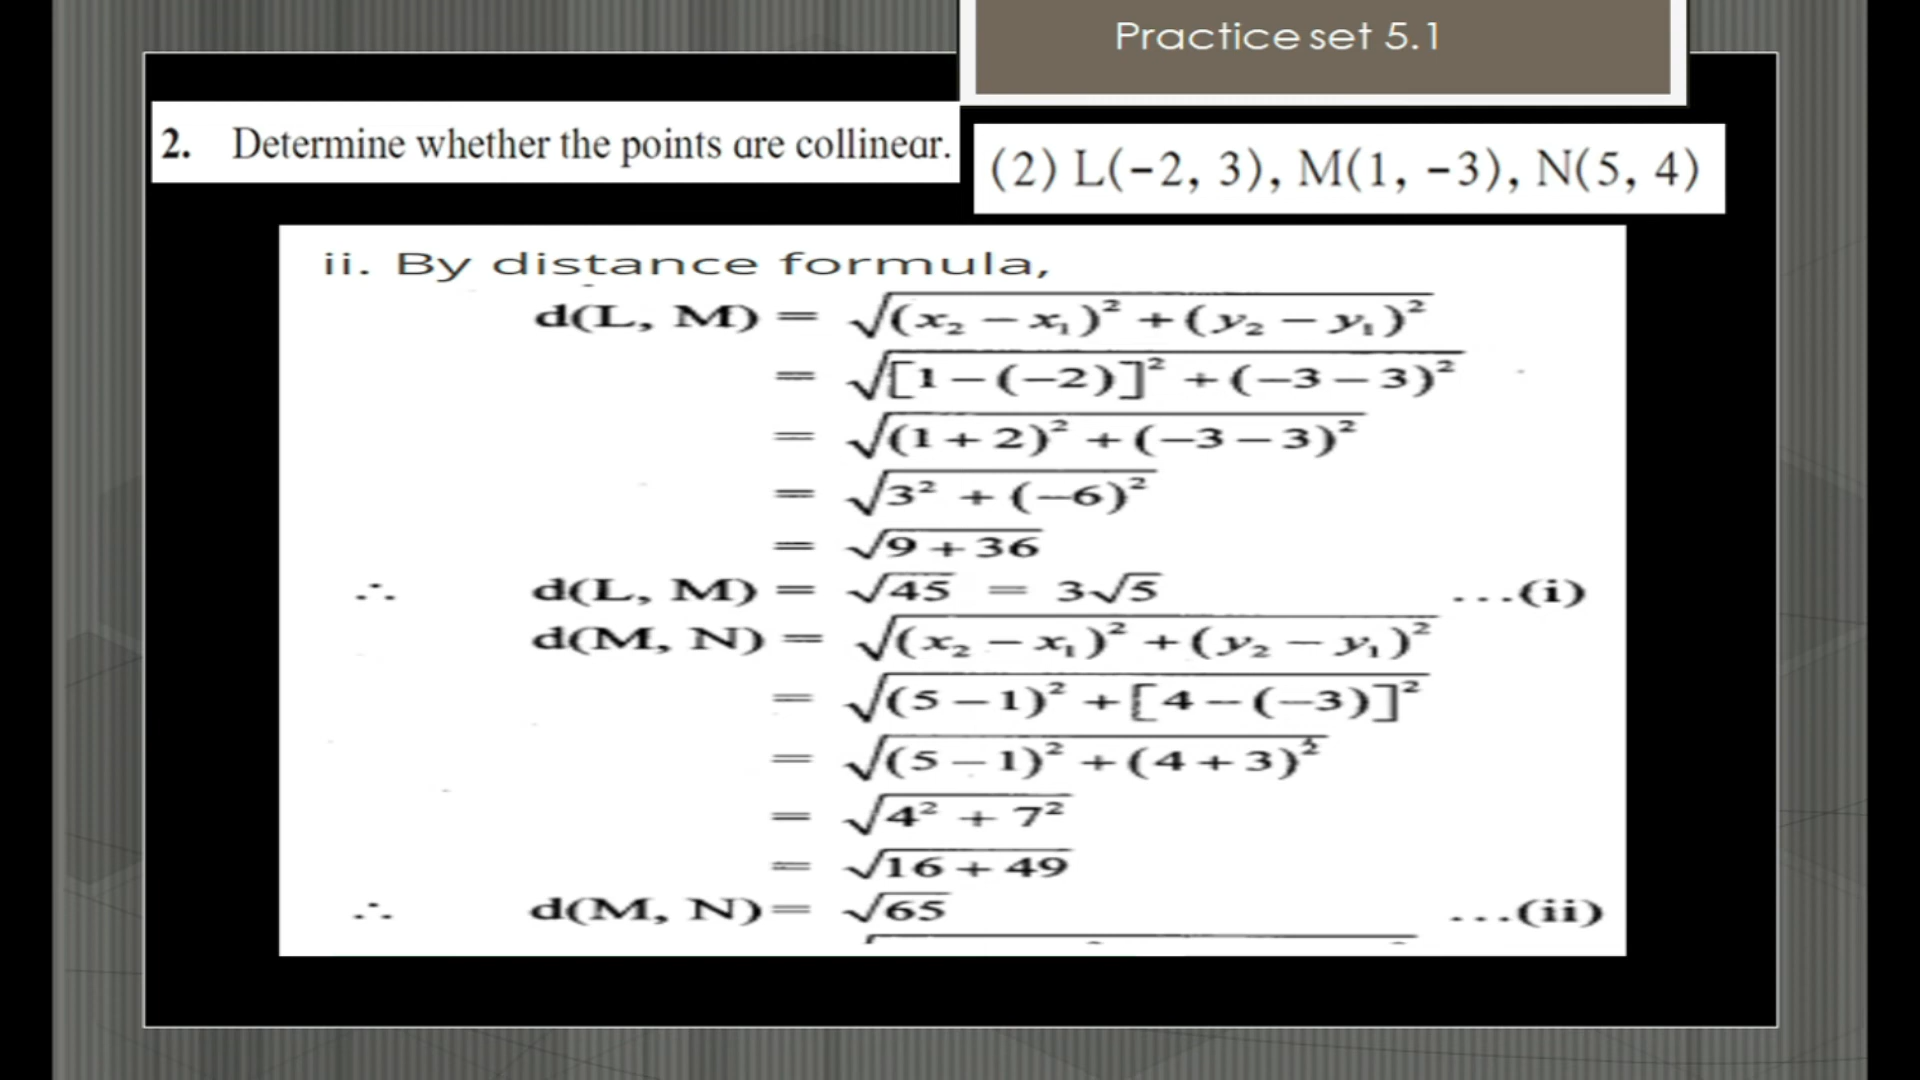 Practice set 5.1
2. Determine whether the points are collinear.
(2) L(−2, 3), M(1, −3), N(5, 4)
ii. By distance formula,
d(L, M) = √(x₂ − x₁)² + (y₂ − y₁)²
= √[1 − (−2)]² + (−3 − 3)²
= √(1 + 2)² + (−3 − 3)²
= √3² + (−6)²
= √9 + 36
∴ d(L, M) = √45 = 3√5 ...(i)
d(M, N) = √(x₂ − x₁)² + (y₂ − y₁)²
= √(5 − 1)² + [4 − (−3)]²
= √(5 − 1)² + (4 + 3)²
= √4² + 7²
= √16 + 49
∴ d(M, N) = √65 ...(ii)